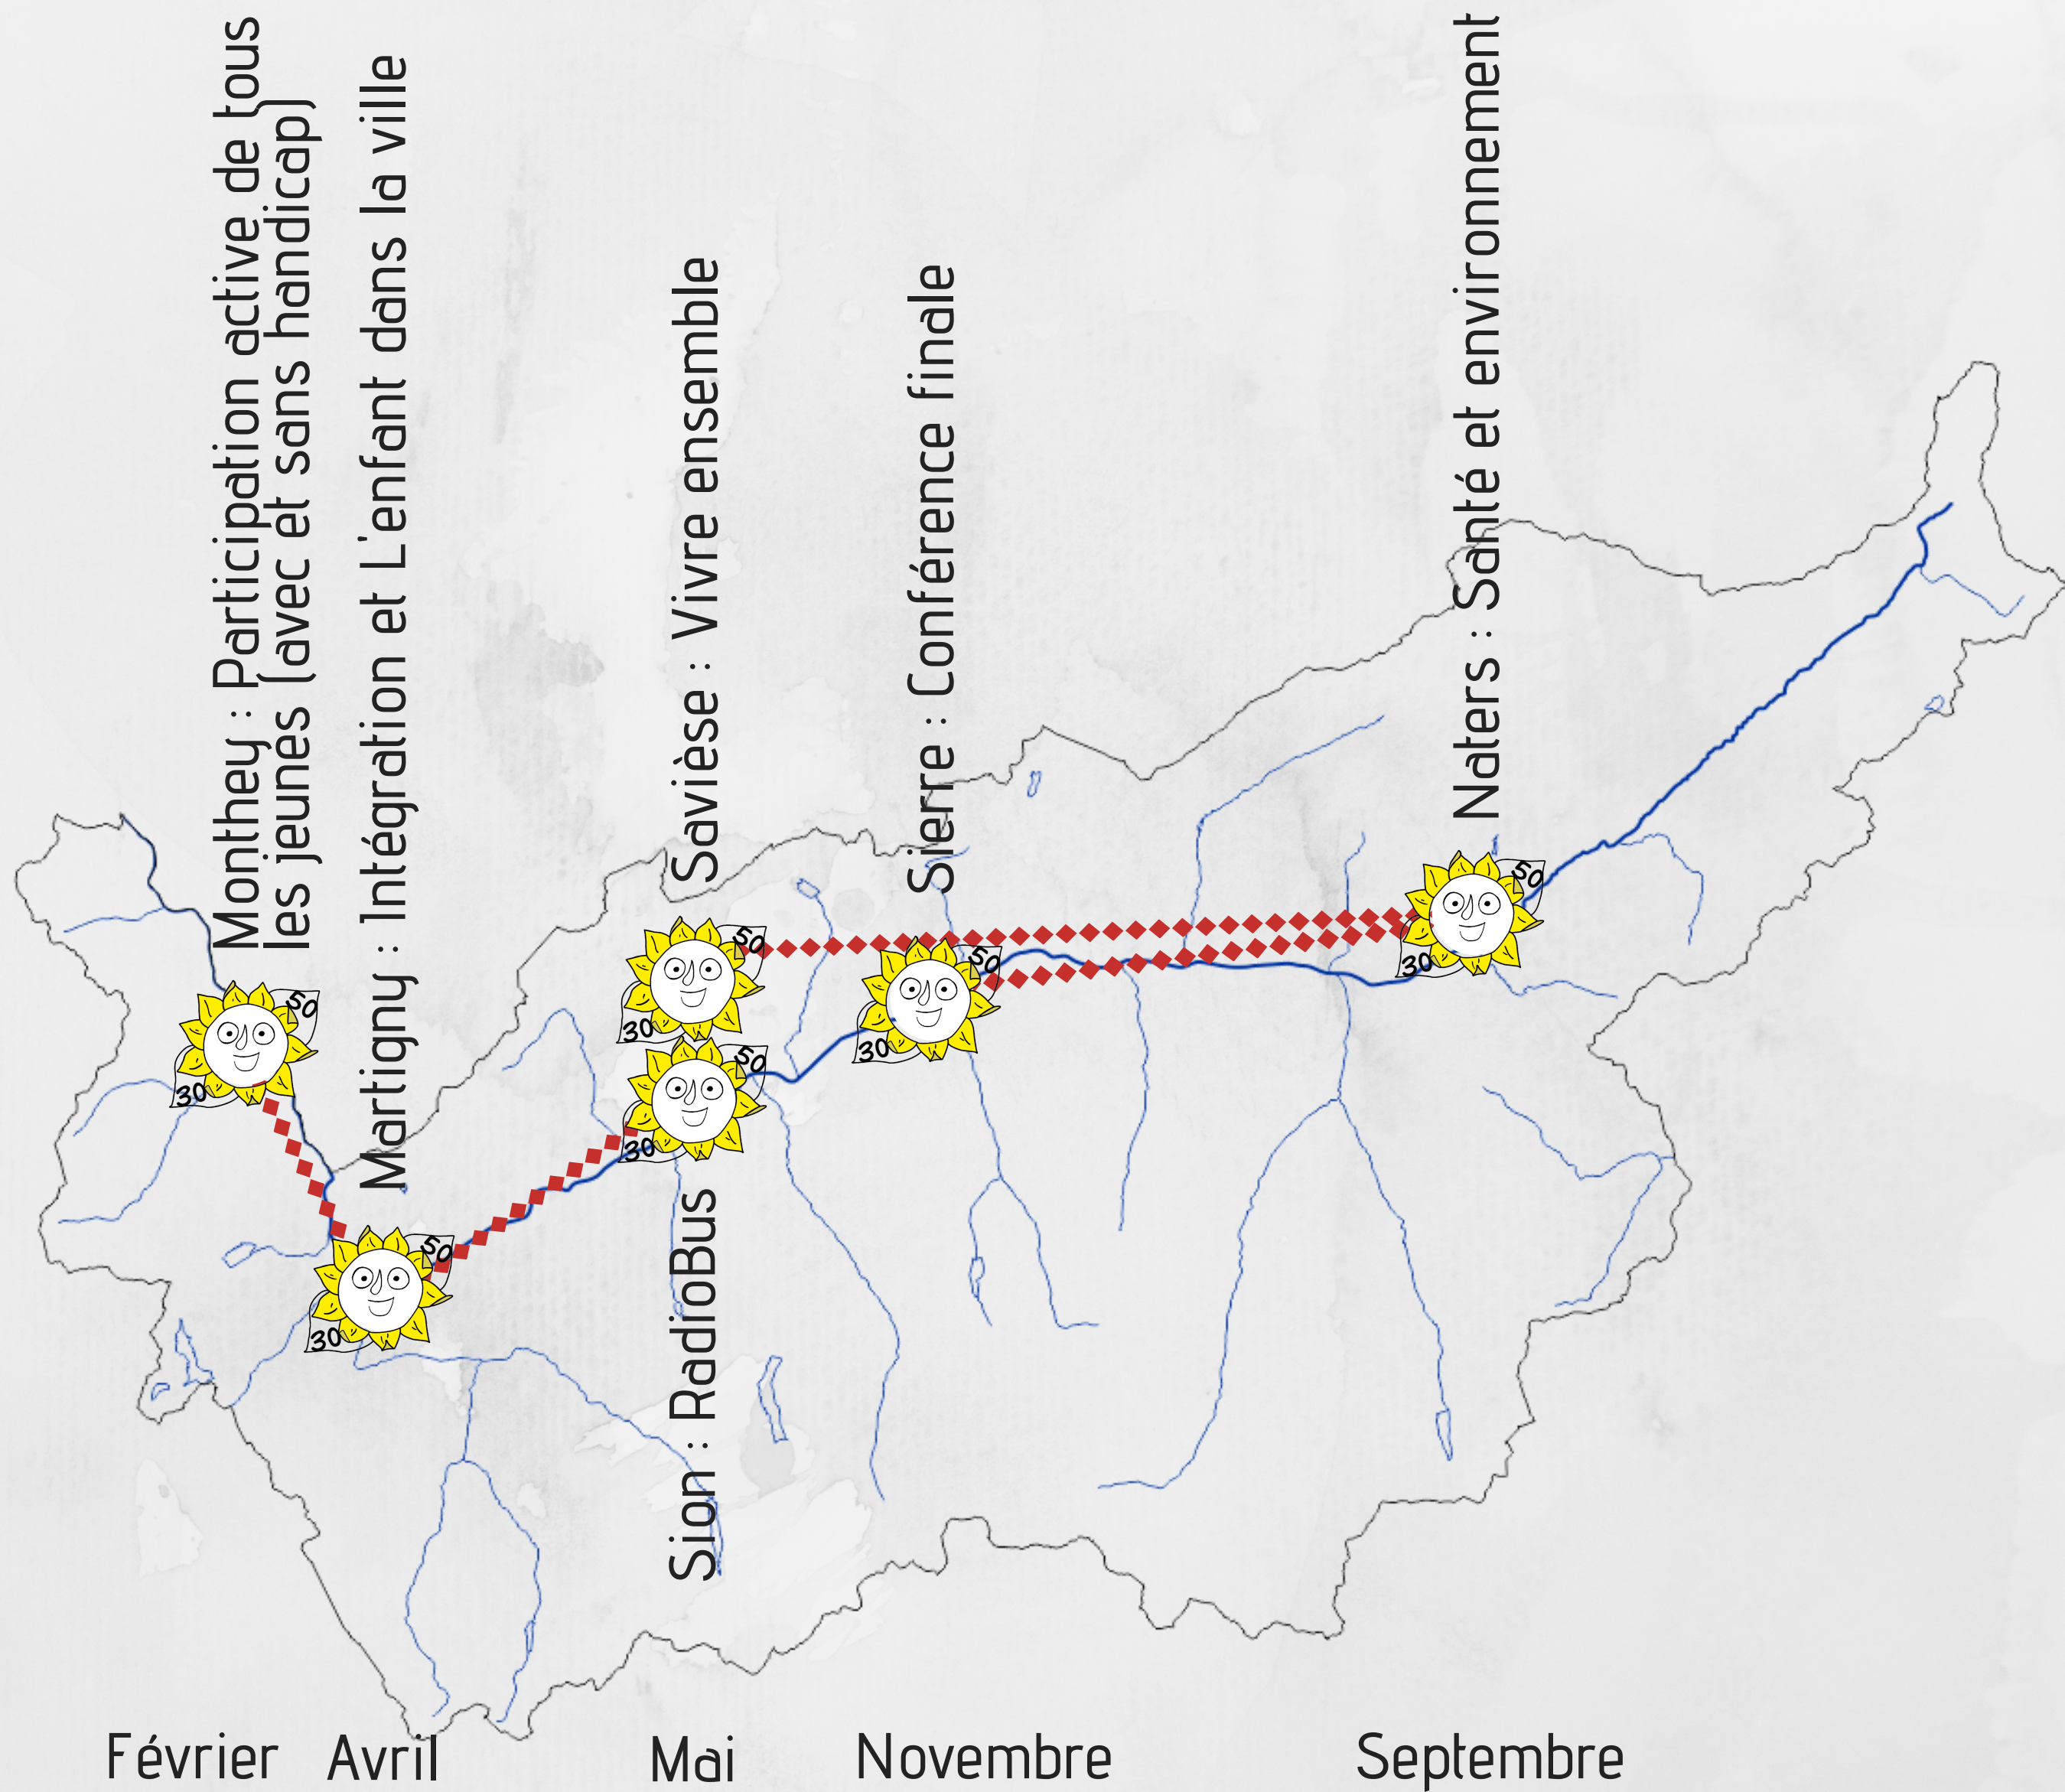 Monthey : Participation active de tous
les jeunes (avec et sans handicap)
Martigny : Intégration et L'enfant dans la ville
Savièse : Vivre ensemble
Sierre : Conférence finale
Naters : Santé et environnement
50
30
50
30
50
30
50
30
50
30
50
30
Sion : RadioBus
Février
Avril
Mai
Novembre
Septembre